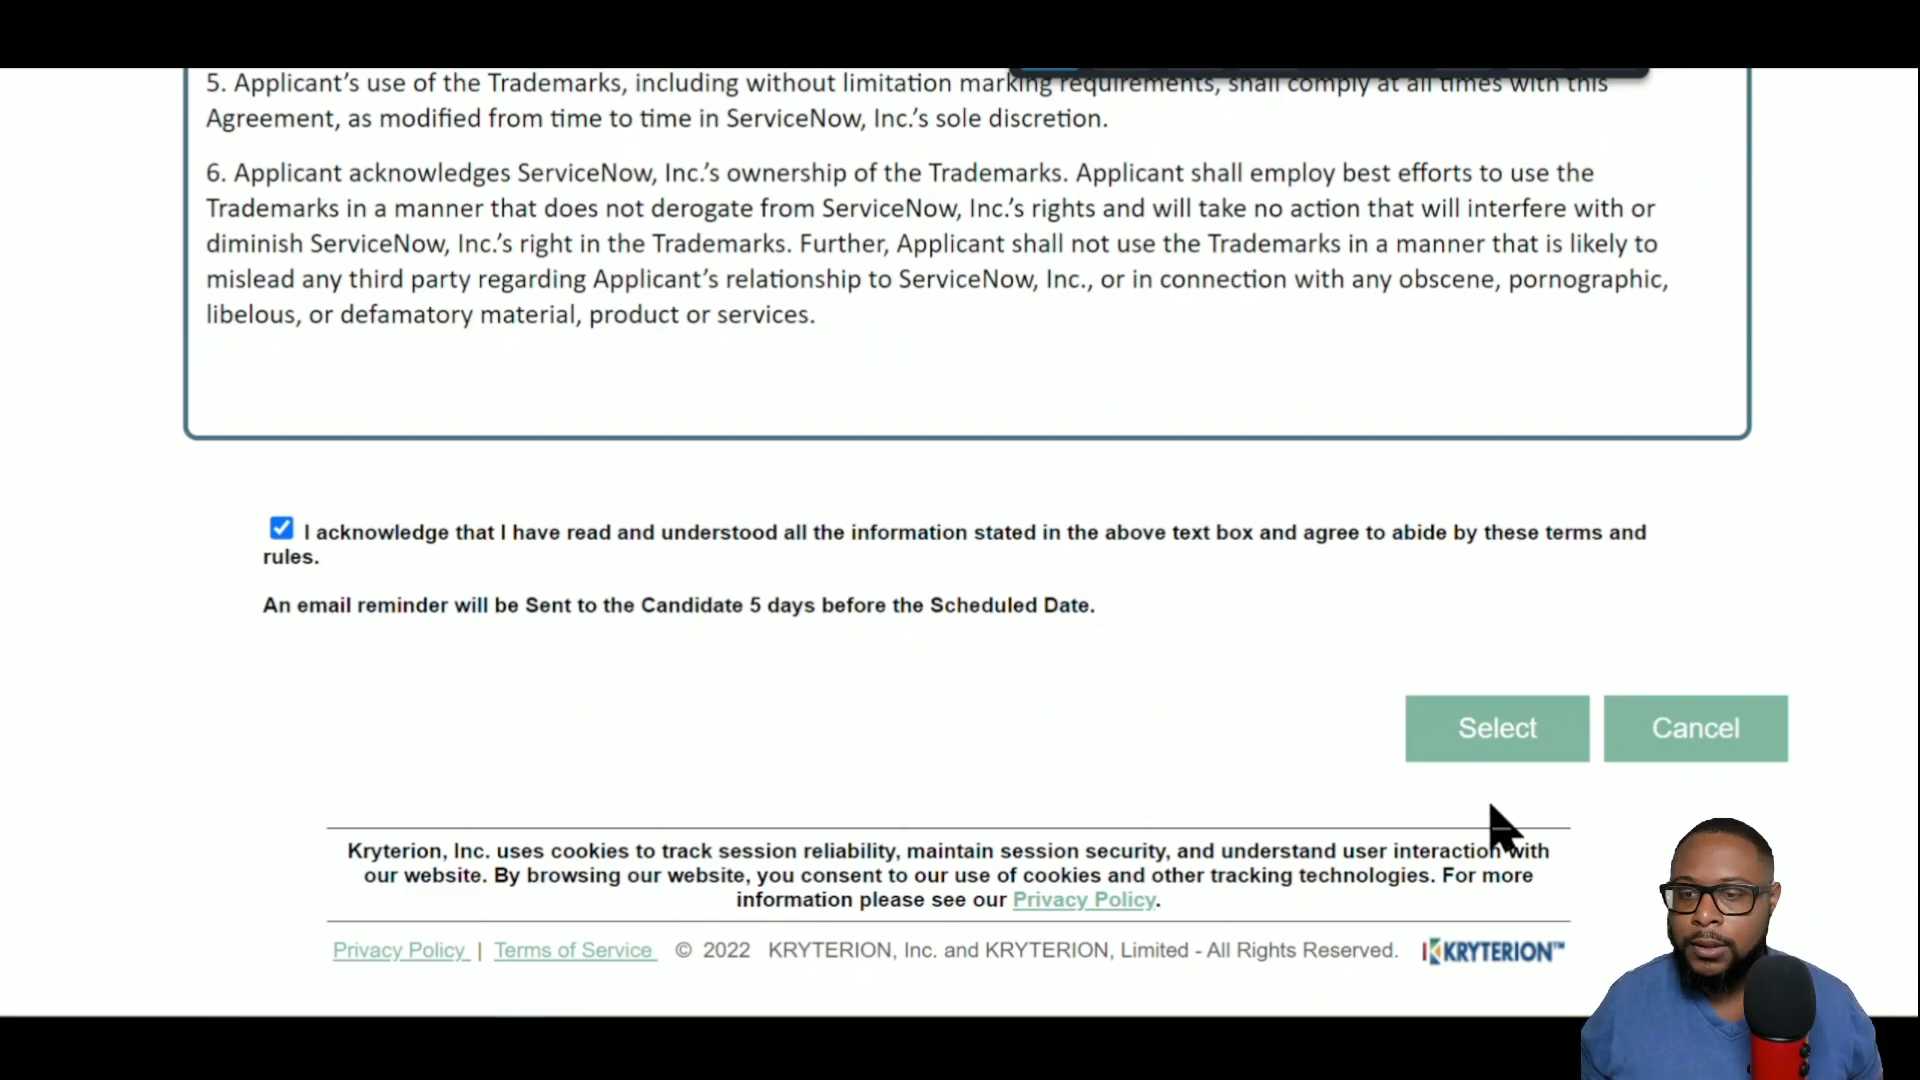 5. Applicant’s use of the Trademarks, including without limitation marking requirements, shall comply at all times with this
Agreement, as modified from time to time in ServiceNow, Inc.’s sole discretion.
6. Applicant acknowledges ServiceNow, Inc.’s ownership of the Trademarks. Applicant shall employ best efforts to use the
Trademarks in a manner that does not derogate from ServiceNow, Inc.’s rights and will take no action that will interfere with or
diminish ServiceNow, Inc.’s right in the Trademarks. Further, Applicant shall not use the Trademarks in a manner that is likely to
mislead any third party regarding Applicant’s relationship to ServiceNow, Inc., or in connection with any obscene, pornographic,
libelous, or defamatory material, product or services.
I acknowledge that I have read and understood all the information stated in the above text box and agree to abide by these terms and
rules.
An email reminder will be Sent to the Candidate 5 days before the Scheduled Date.
Select Cancel
Kryterion, Inc. uses cookies to track session reliability, maintain session security, and understand user interaction with
our website. By browsing our website, you consent to our use of cookies and other tracking technologies. For more
information please see our Privacy Policy.
Privacy Policy | Terms of Service © 2022 KRYTERION, Inc. and KRYTERION, Limited - All Rights Reserved. KRYTERION™